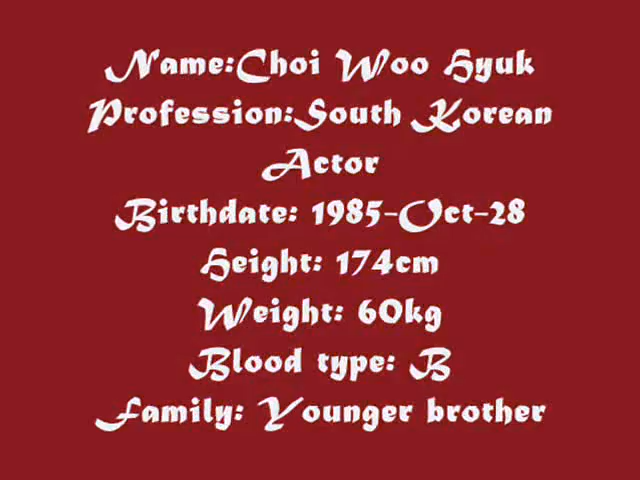 Name:Choi Woo Hyuk
Profession:South Korean
Actor
Birthdate: 1985-Oct-28
Height: 174cm
Weight: 60kg
Blood type: B
Family: Younger brother